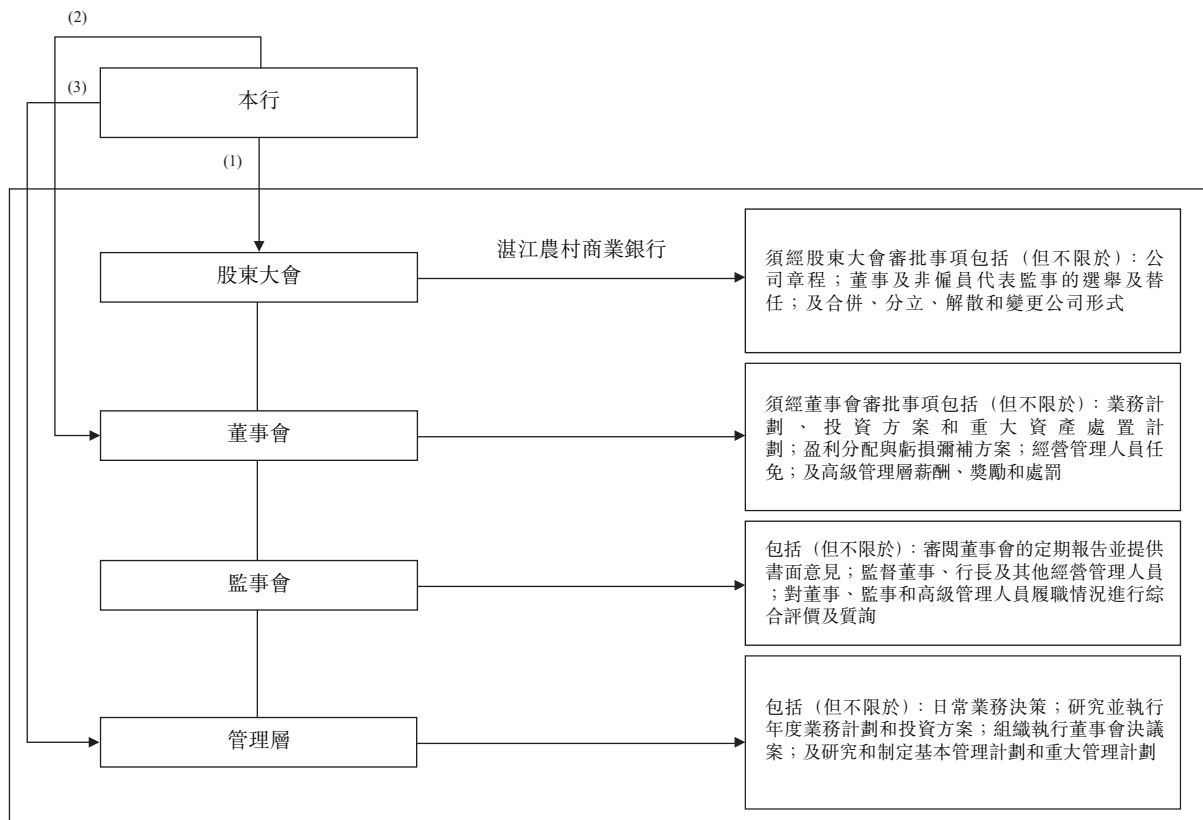 (2)
(3)
本行
(1)
湛江農村商業銀行
股東大會
須經股東大會審批事項包括（但不限於）：公
司章程；董事及非僱員代表監事的選舉及替
任；及合併、分立、解散和變更公司形式
董事會
須經董事會審批事項包括（但不限於）：業務計
劃、投資方案和重大資產處置計
劃；盈利分配與虧損彌補方案；經營管理人員任
免；及高級管理層薪酬、獎勵和處罰
監事會
包括（但不限於）：審閱董事會的定期報告並提供
書面意見；監督董事、行長及其他經營管理人員
；對董事、監事和高級管理人員履職情況進行綜
合評價及質詢
管理層
包括（但不限於）：日常業務決策；研究並執行
年度業務計劃和投資方案；組織執行董事會決議
案；及研究和制定基本管理計劃和重大管理計劃